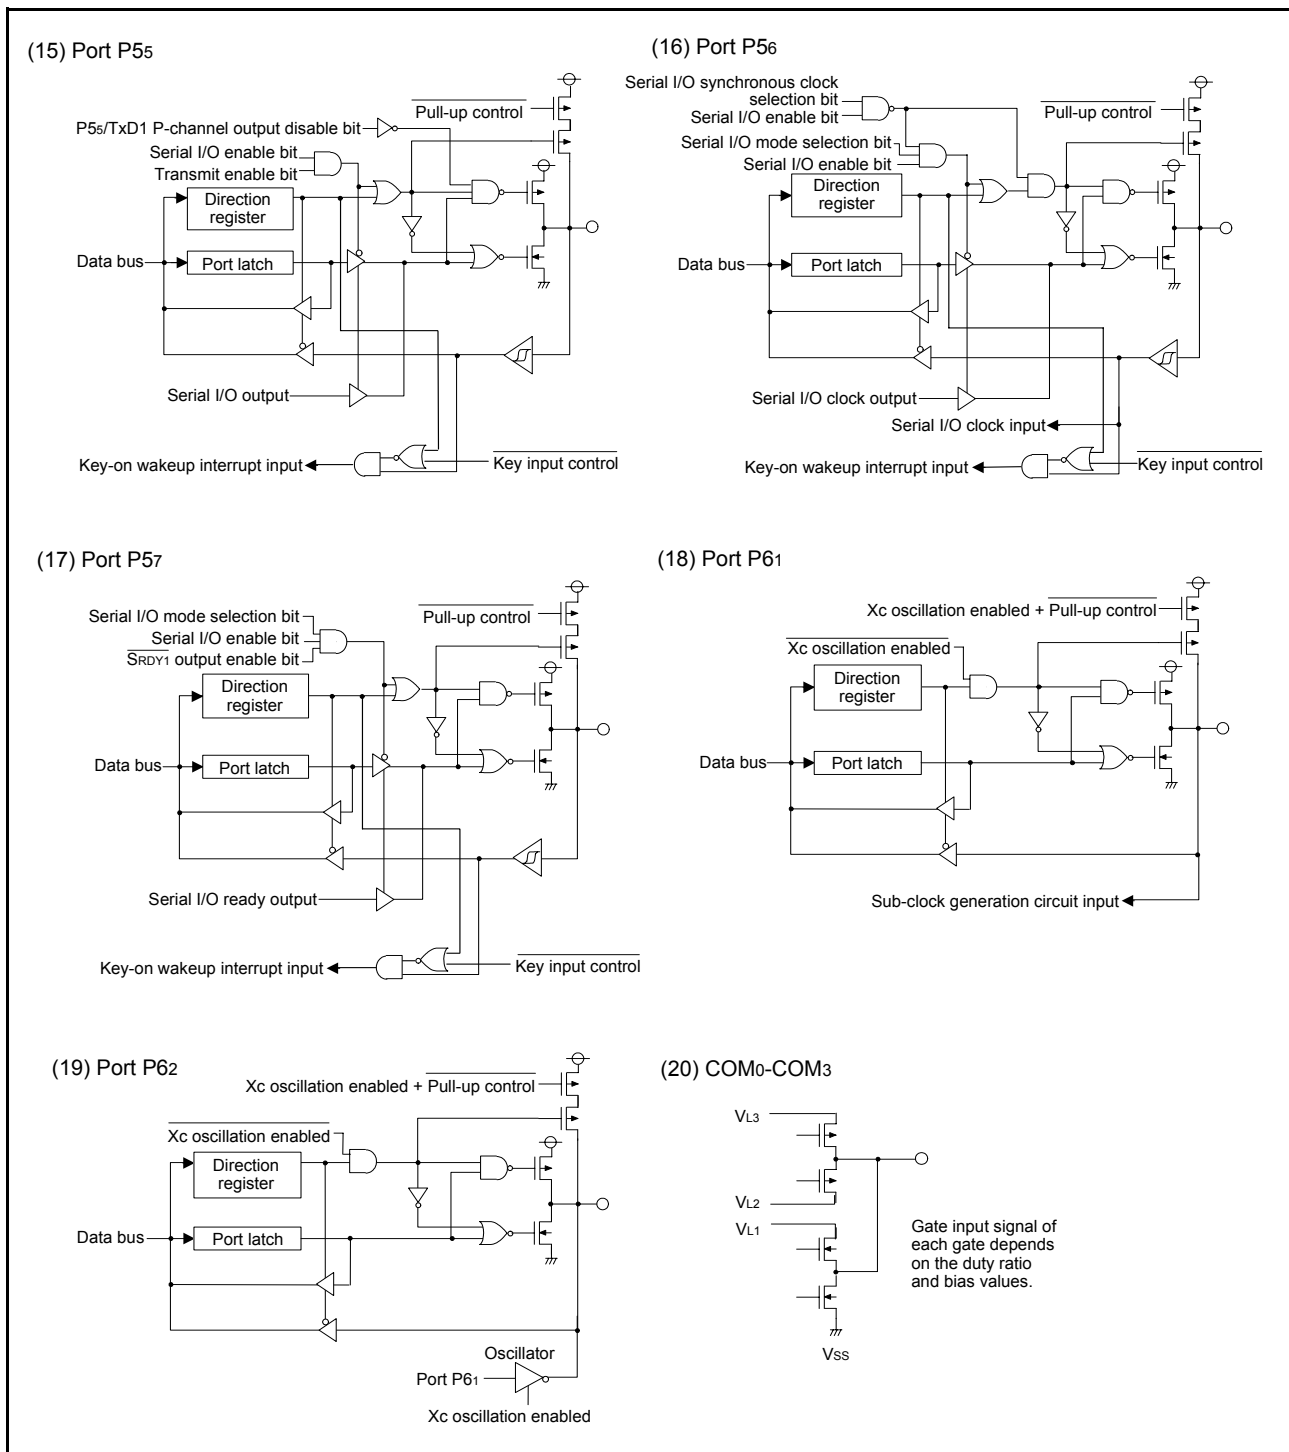 (15) Port P55
Pull-up control
P55/TxD1 P-channel output disable bit
Serial I/O enable bit
Transmit enable bit
Direction
register
Data bus
Port latch
Serial I/O output
Key-on wakeup interrupt input
Key input control
(16) Port P56
Serial I/O synchronous clock
selection bit
Serial I/O enable bit
Pull-up control
Serial I/O mode selection bit
Serial I/O enable bit
Direction
register
Data bus
Port latch
Serial I/O clock output
Serial I/O clock input
Key-on wakeup interrupt input
Key input control
(17) Port P57
Serial I/O mode selection bit
Pull-up control
Serial I/O enable bit
SRDY1 output enable bit
Direction
register
Data bus
Port latch
Serial I/O ready output
Key-on wakeup interrupt input
Key input control
(18) Port P61
Xc oscillation enabled + Pull-up control
Xc oscillation enabled
Direction
register
Data bus
Port latch
Sub-clock generation circuit input
(19) Port P62
Xc oscillation enabled + Pull-up control
Xc oscillation enabled
Direction
register
Data bus
Port latch
Oscillator
Port P61
Xc oscillation enabled
(20) COM0-COM3
VL3
VL2
VL1
Gate input signal of
each gate depends
on the duty ratio
and bias values.
VSS